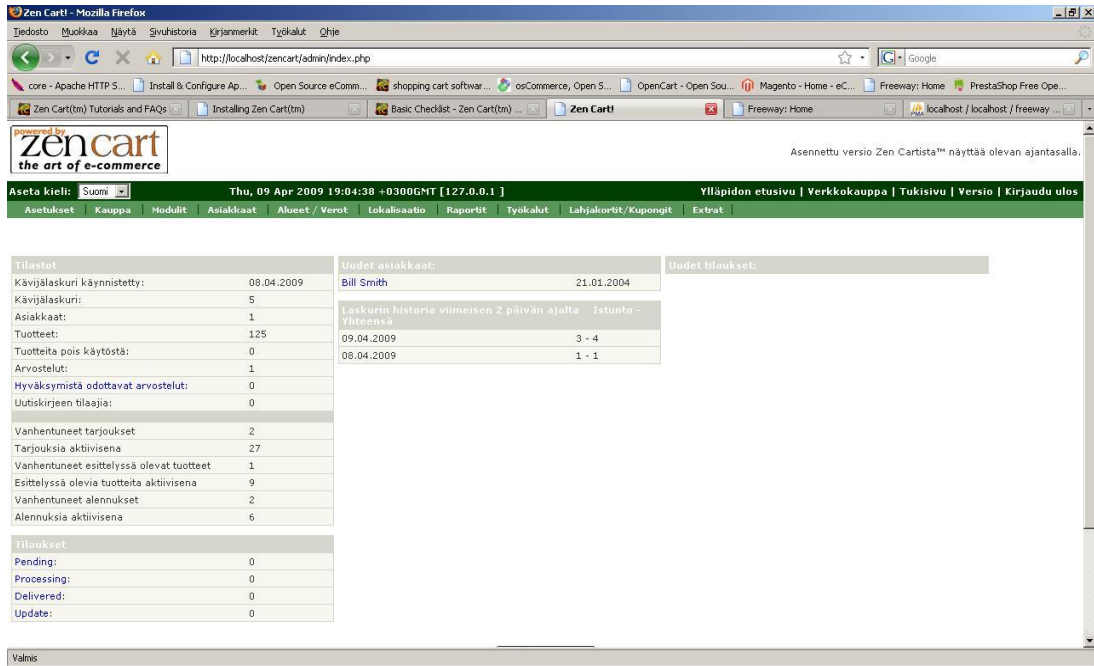 Zen Cart! - Mozilla Firefox
Tiedosto Muokkaa Näytä Sivuhistoria Kirjanmerkit Työkalut Ohje
http://localhost/zencart/admin/index.php
Google
core - Apache HTTP S... Install & Configure Ap... Open Source eComm... shopping cart softwar... osCommerce, Open S... OpenCart - Open Sou... Magento - Home - eC... Freeway: Home PrestaShop Free Ope...
Zen Cart(tm) Tutorials and FAQs Installing Zen Cart(tm) Basic Checklist - Zen Cart(tm) ... Zen Cart! Freeway: Home localhost / localhost / freeway ...
powered by
zen cart
the art of e-commerce
Asennettu versio Zen Cartista™ näyttää olevan ajantasalla.
Aseta kieli: Suomi Thu, 09 Apr 2009 19:04:38 +0300GMT [127.0.0.1 ] Ylläpidon etusivu | Verkkokauppa | Tukisivu | Versio | Kirjaudu ulos
Asetukset | Kauppa | Modulit | Asiakkaat | Alueet / Verot | Lokalisaatio | Raportit | Työkalut | Lahjakortit/Kupongit | Extrat |
Tilastot
Kävijälaskuri käynnistetty: 08.04.2009
Kävijälaskuri: 5
Asiakkaat: 1
Tuotteet: 125
Tuotteita pois käytöstä: 0
Arvostelut: 1
Hyväksymistä odottavat arvostelut: 0
Uutiskirjeen tilaajia: 0
Vanhentuneet tarjoukset 2
Tarjouksia aktiivisena 27
Vanhentuneet esittelyssä olevat tuotteet 1
Esittelyssä olevia tuotteita aktiivisena 9
Vanhentuneet alennukset 2
Alennuksia aktiivisena 6
Tilaukset
Pending: 0
Processing: 0
Delivered: 0
Update: 0
Uudet asiakkaat:
Bill Smith 21.01.2004
Laskurin historia viimeisen 2 päivän ajalta Istunto -
Yhteensä
09.04.2009 3 - 4
08.04.2009 1 - 1
Uudet tilaukset:
Valmis